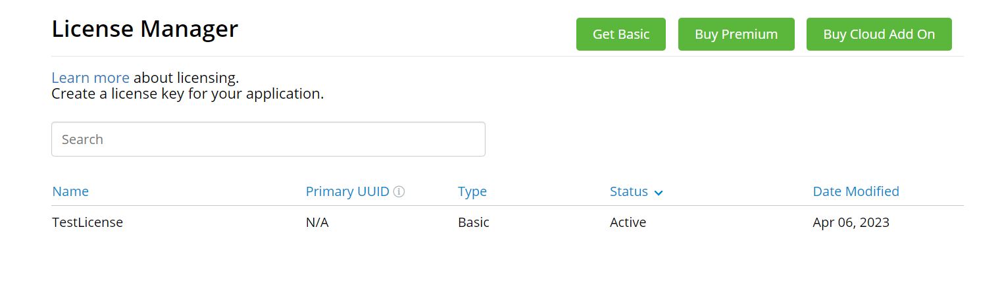 License Manager
Get Basic
Buy Premium
Buy Cloud Add On
Learn more about licensing.
Create a license key for your application.
Search
Name Primary UUID Type Status Date Modified
TestLicense N/A Basic Active Apr 06, 2023